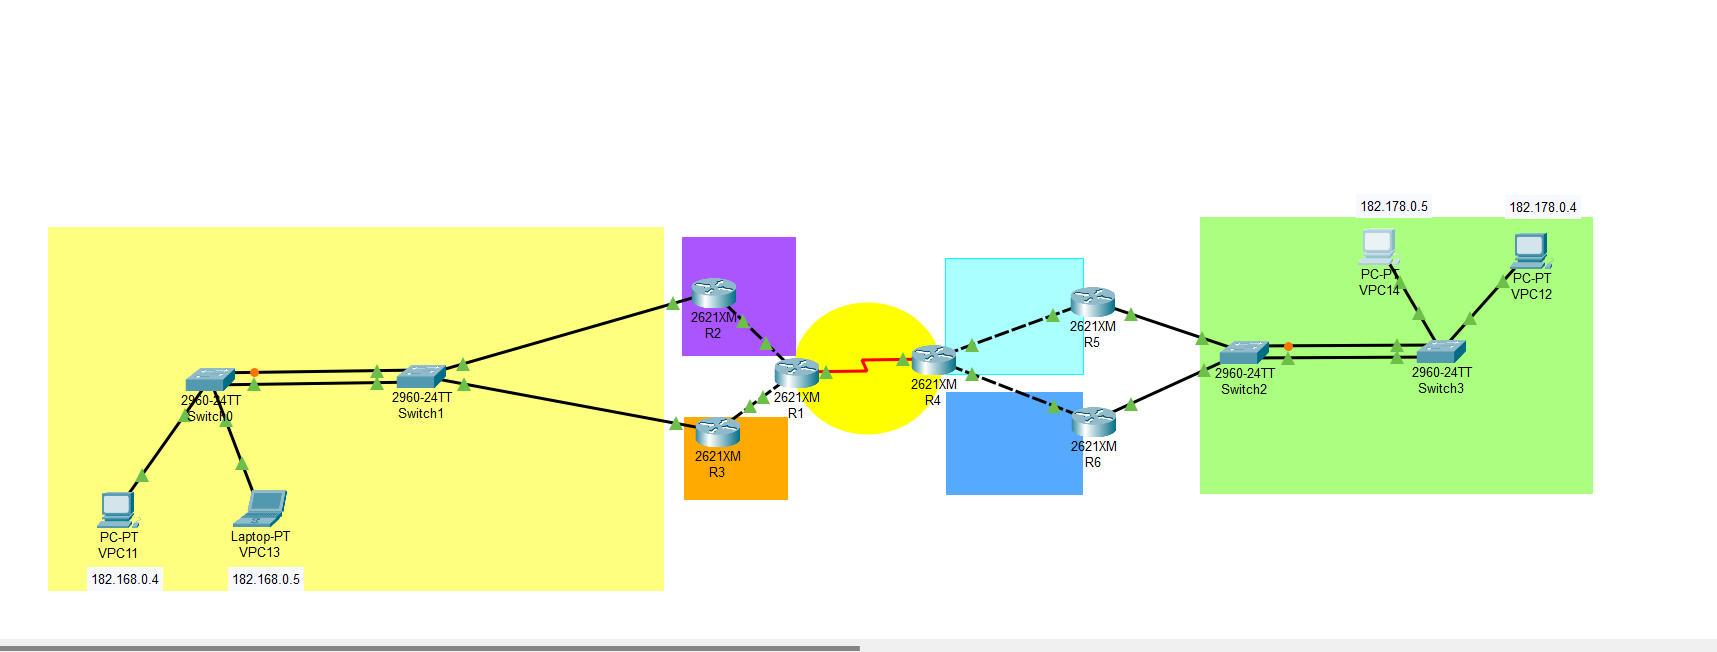 182.178.0.5
182.178.0.4
PC-PT
VPC14
PC-PT
VPC12
2621XM
R2
2621XM
R5
2960-24TT
Switch0
2960-24TT
Switch1
2621XM
R1
2621XM
R4
2960-24TT
Switch2
2960-24TT
Switch3
2621XM
R3
2621XM
R6
PC-PT
VPC11
Laptop-PT
VPC13
182.168.0.4
182.168.0.5